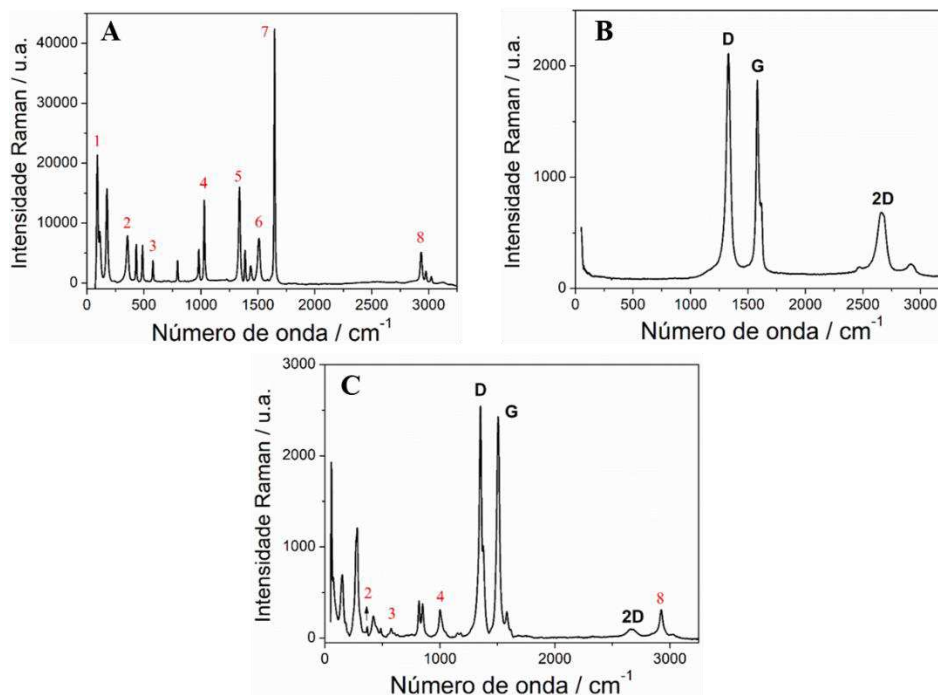 A
Intensidade Raman / u.a.
40000
30000
20000
10000
0
1
2
3
4
5
6
7
8
0 500 1000 1500 2000 2500 3000
Número de onda / cm⁻¹
B
Intensidade Raman / u.a.
2000
1000
0
D
G
2D
0 500 1000 1500 2000 2500 3000
Número de onda / cm⁻¹
C
Intensidade Raman / u.a.
3000
2000
1000
0
D
G
2
3
4
2D
8
0 1000 2000 3000
Número de onda / cm⁻¹